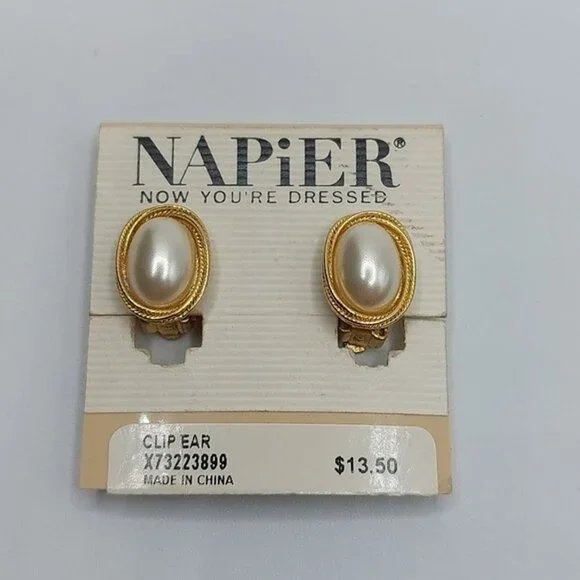 NAPiER®
NOW YOU'RE DRESSED
CLIP EAR
X73223899 $13.50
MADE IN CHINA